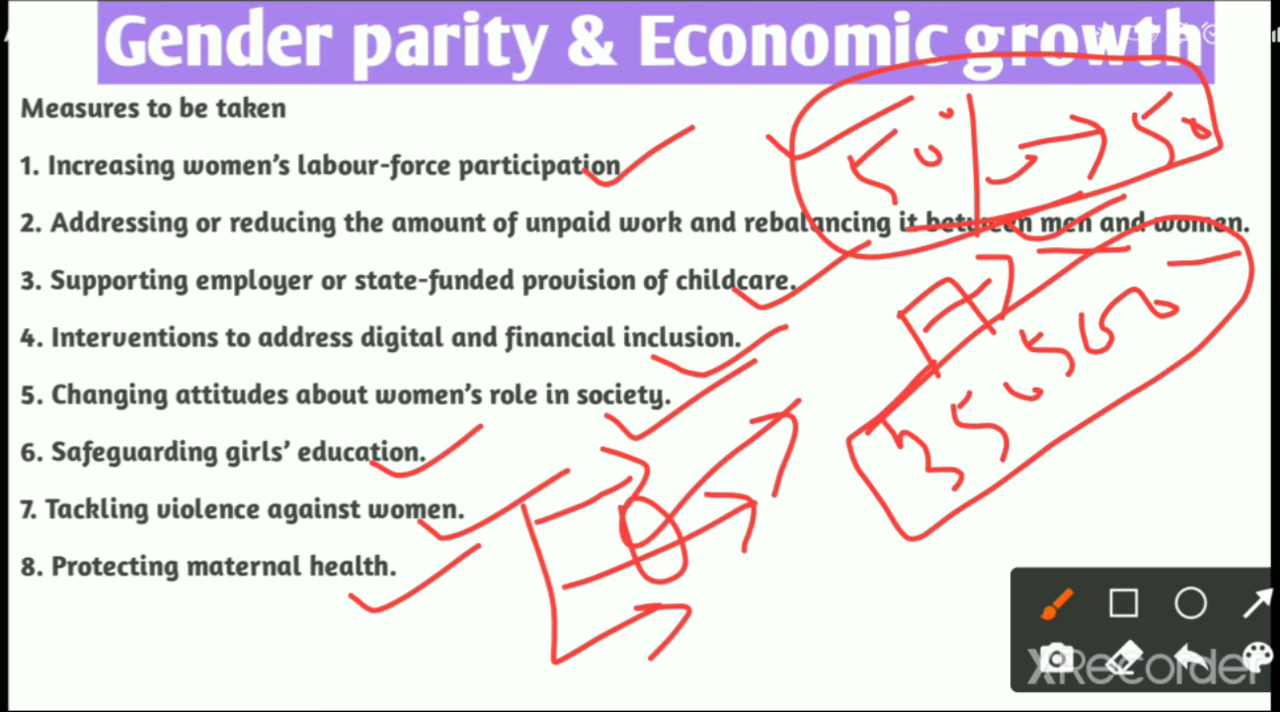 Gender parity & Economic growth
Measures to be taken
1. Increasing women's labour-force participation
2. Addressing or reducing the amount of unpaid work and rebalancing it between men and women.
3. Supporting employer or state-funded provision of childcare.
4. Interventions to address digital and financial inclusion.
5. Changing attitudes about women's role in society.
6. Safeguarding girls' education.
7. Tackling violence against women.
8. Protecting maternal health.
XRecorder